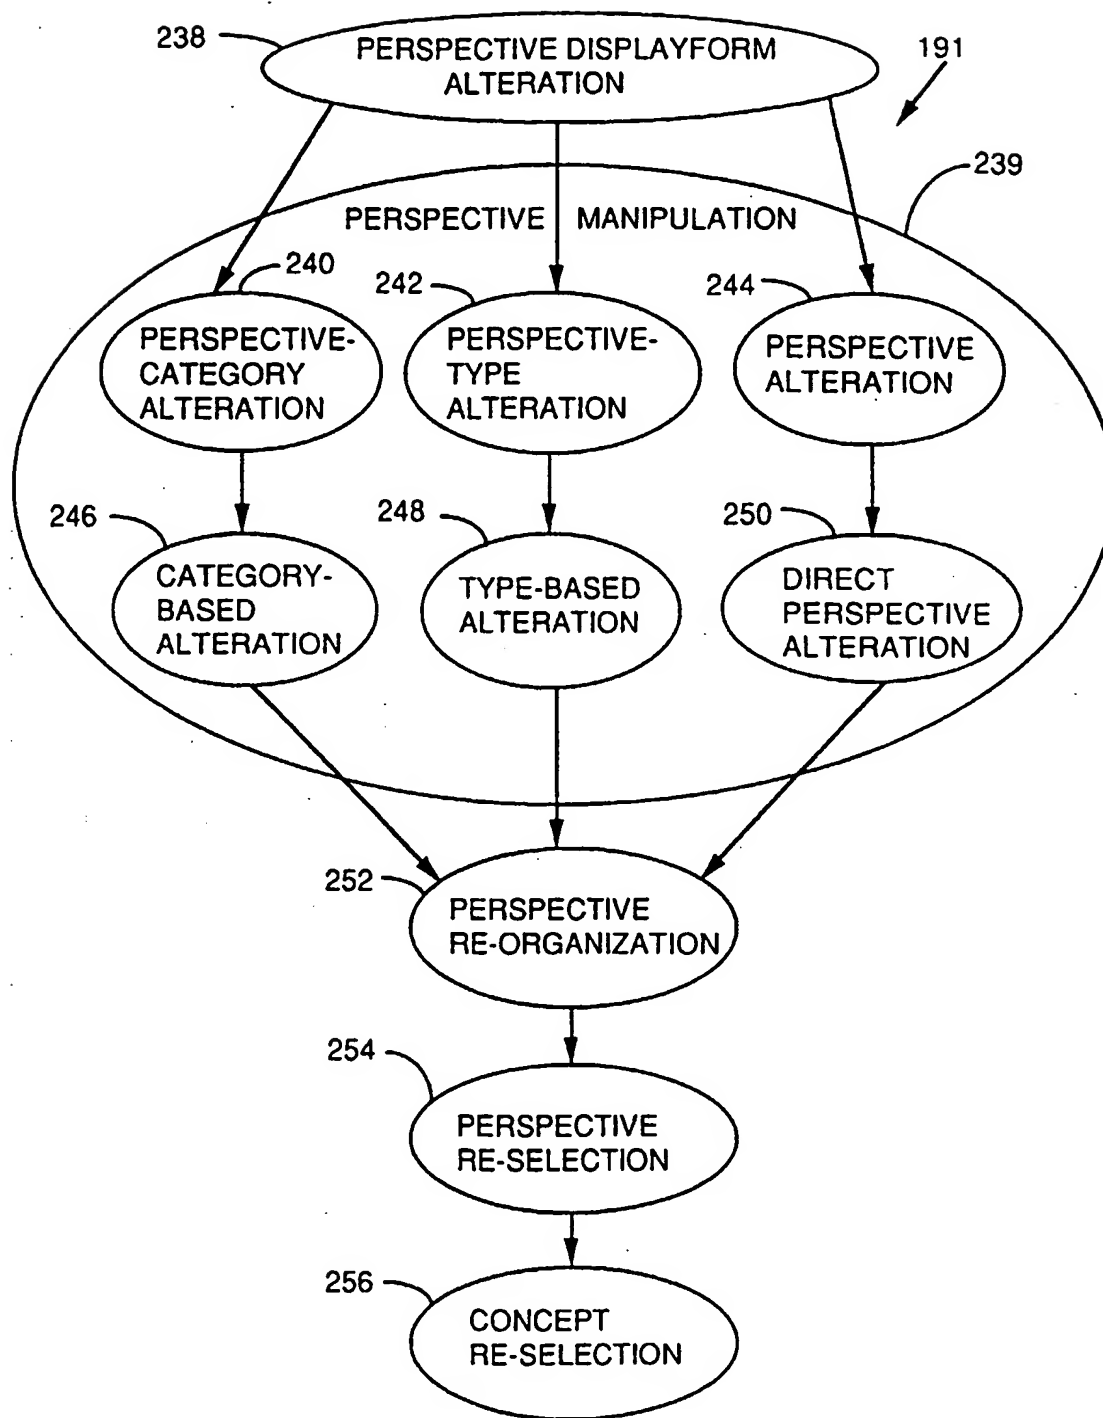 238
PERSPECTIVE DISPLAYFORM
ALTERATION
191
239
PERSPECTIVE MANIPULATION
240
242
244
PERSPECTIVE-
CATEGORY
ALTERATION
PERSPECTIVE-
TYPE
ALTERATION
PERSPECTIVE
ALTERATION
246
248
250
CATEGORY-
BASED
ALTERATION
TYPE-BASED
ALTERATION
DIRECT
PERSPECTIVE
ALTERATION
252
PERSPECTIVE
RE-ORGANIZATION
254
PERSPECTIVE
RE-SELECTION
256
CONCEPT
RE-SELECTION